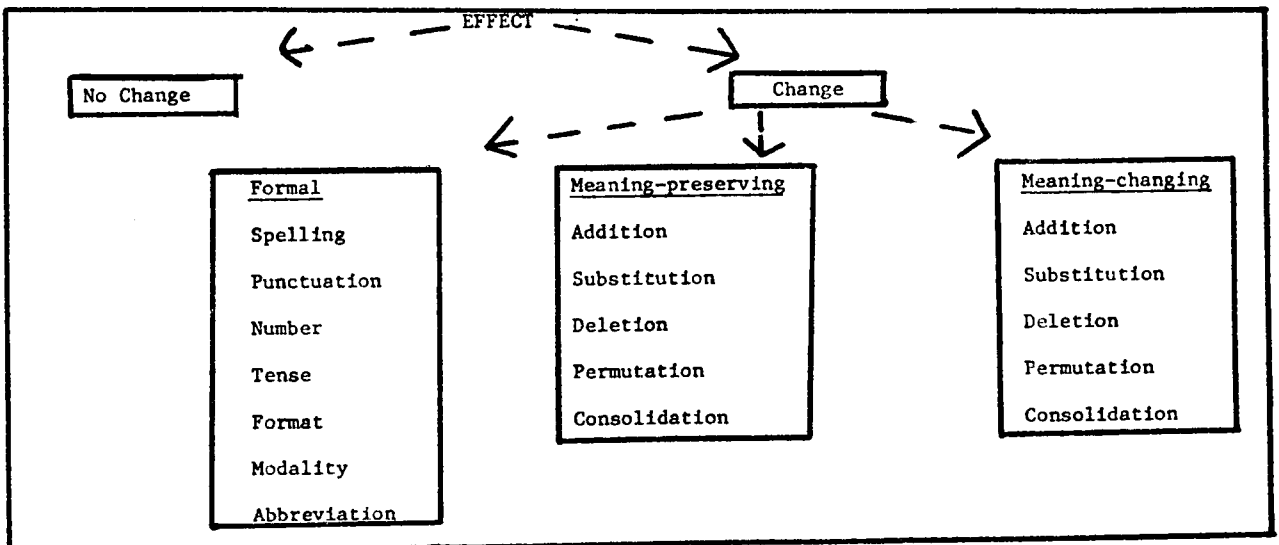 EFFECT
No Change
Change
Formal
Spelling
Punctuation
Number
Tense
Format
Modality
Abbreviation
Meaning-preserving
Addition
Substitution
Deletion
Permutation
Consolidation
Meaning-changing
Addition
Substitution
Deletion
Permutation
Consolidation